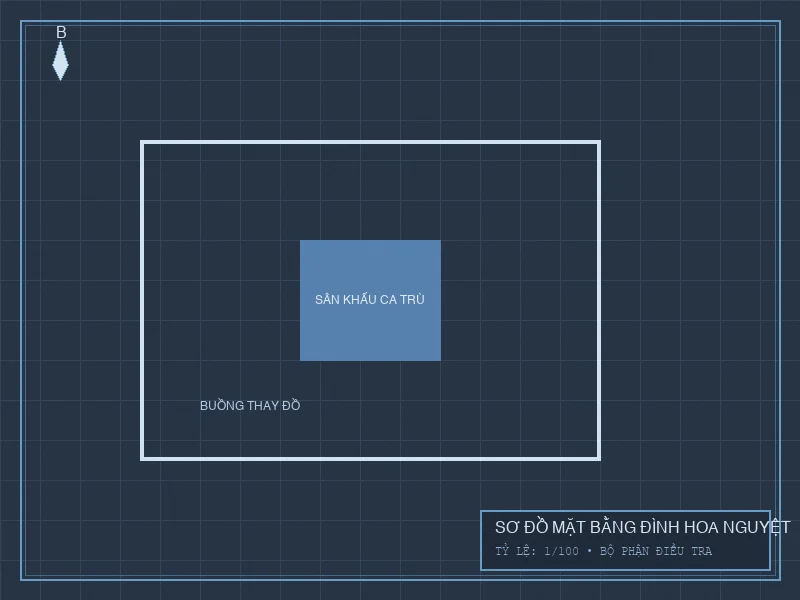 B
SÂN KHẤU CA TRÙ
BUỒNG THAY ĐỒ
SƠ ĐỒ MẶT BẰNG ĐÌNH HOA NGUYỆT
TỶ LỆ: 1/100 • BỘ PHẬN ĐIỀU TRA